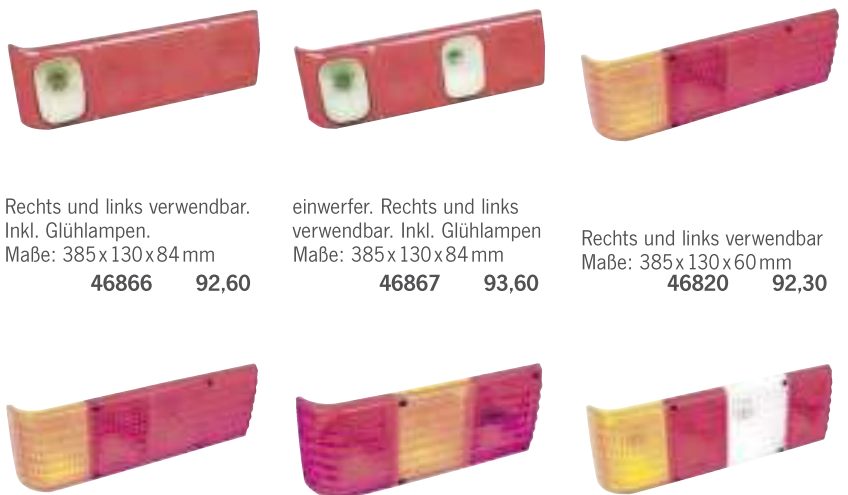 Rechts und links verwendbar.
Inkl. Glühlampen.
Maße: 385 x 130 x 84 mm
46866 92,60
einwerfer. Rechts und links
verwendbar. Inkl. Glühlampen
Maße: 385 x 130 x 84 mm
46867 93,60
Rechts und links verwendbar
Maße: 385 x 130 x 60 mm
46820 92,30